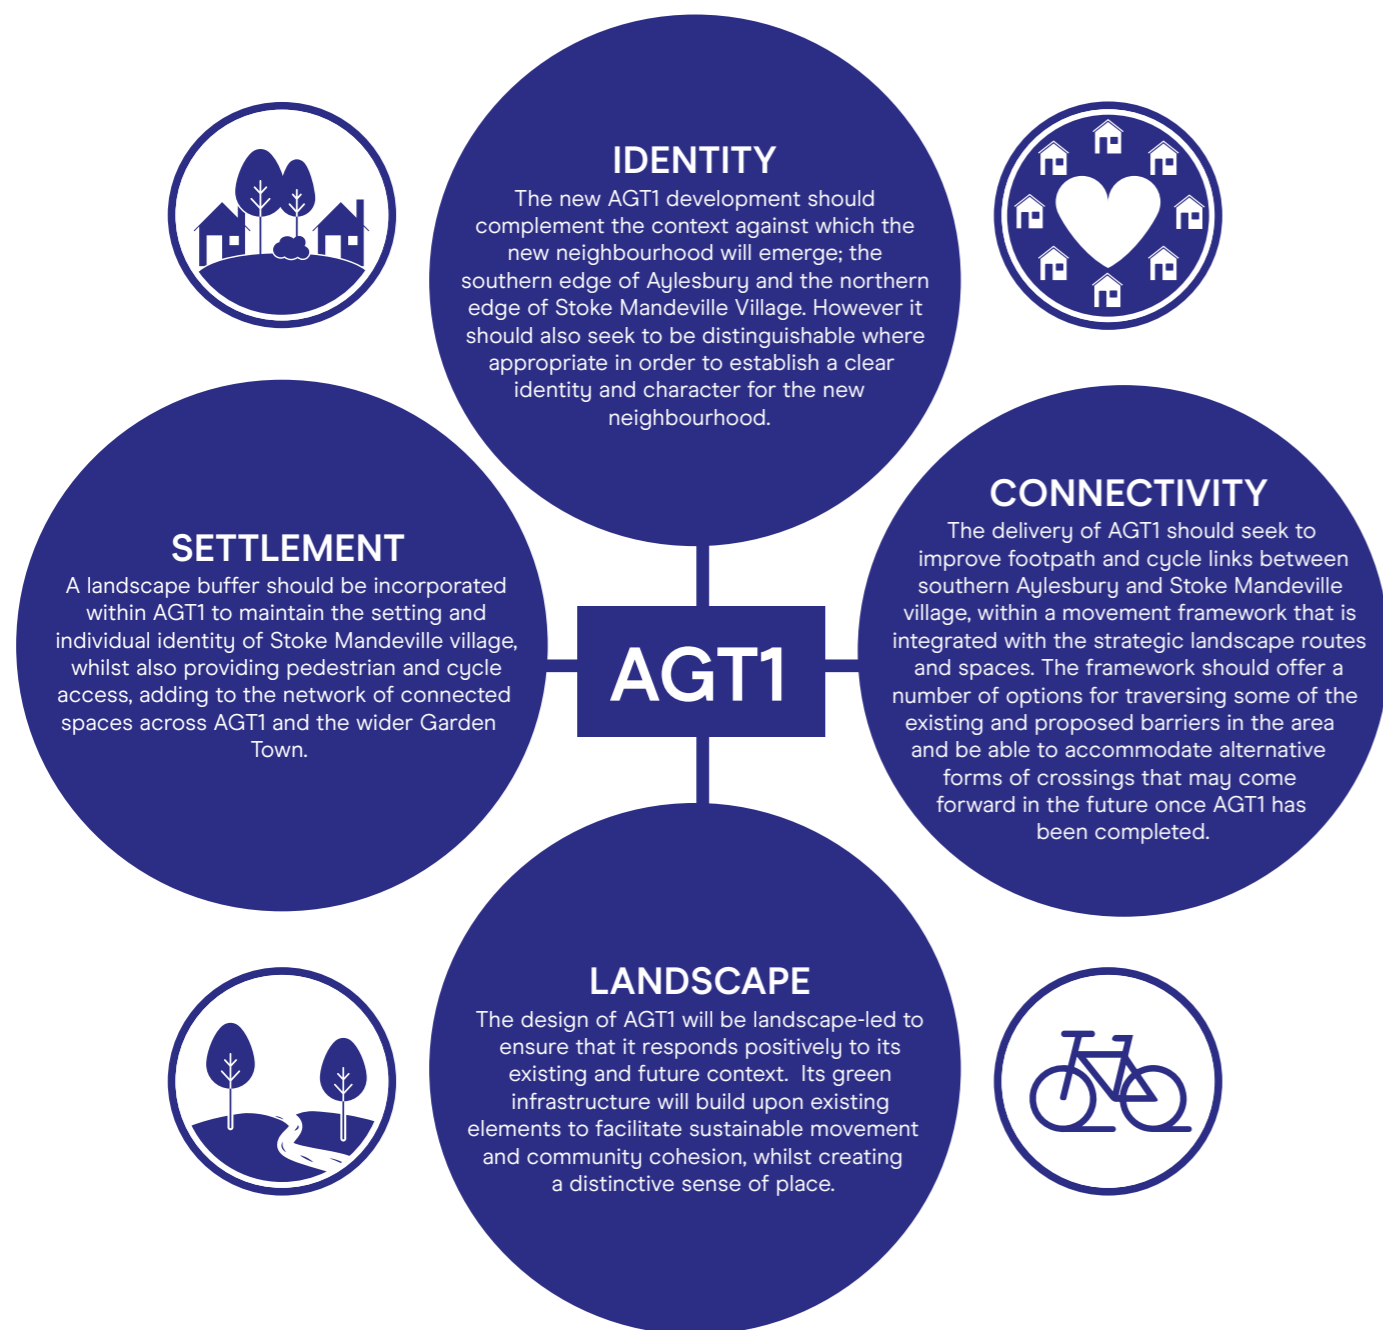 IDENTITY
The new AGT1 development should
complement the context against which the
new neighbourhood will emerge; the
southern edge of Aylesbury and the northern
edge of Stoke Mandeville Village. However it
should also seek to be distinguishable where
appropriate in order to establish a clear
identity and character for the new
neighbourhood.
SETTLEMENT
A landscape buffer should be incorporated
within AGT1 to maintain the setting and
individual identity of Stoke Mandeville village,
whilst also providing pedestrian and cycle
access, adding to the network of connected
spaces across AGT1 and the wider Garden
Town.
AGT1
CONNECTIVITY
The delivery of AGT1 should seek to
improve footpath and cycle links between
southern Aylesbury and Stoke Mandeville
village, within a movement framework that is
integrated with the strategic landscape routes
and spaces. The framework should offer a
number of options for traversing some of the
existing and proposed barriers in the area
and be able to accommodate alternative
forms of crossings that may come
forward in the future once AGT1 has
been completed.
LANDSCAPE
The design of AGT1 will be landscape-led to
ensure that it responds positively to its
existing and future context.  Its green
infrastructure will build upon existing
elements to facilitate sustainable movement
and community cohesion, whilst creating
a distinctive sense of place.